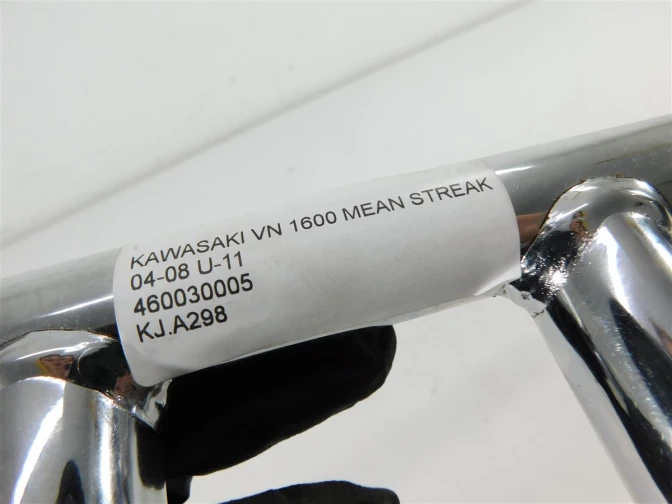 KAWASAKI VN 1600 MEAN STREAK
04-08 U-11
460030005
KJ.A298